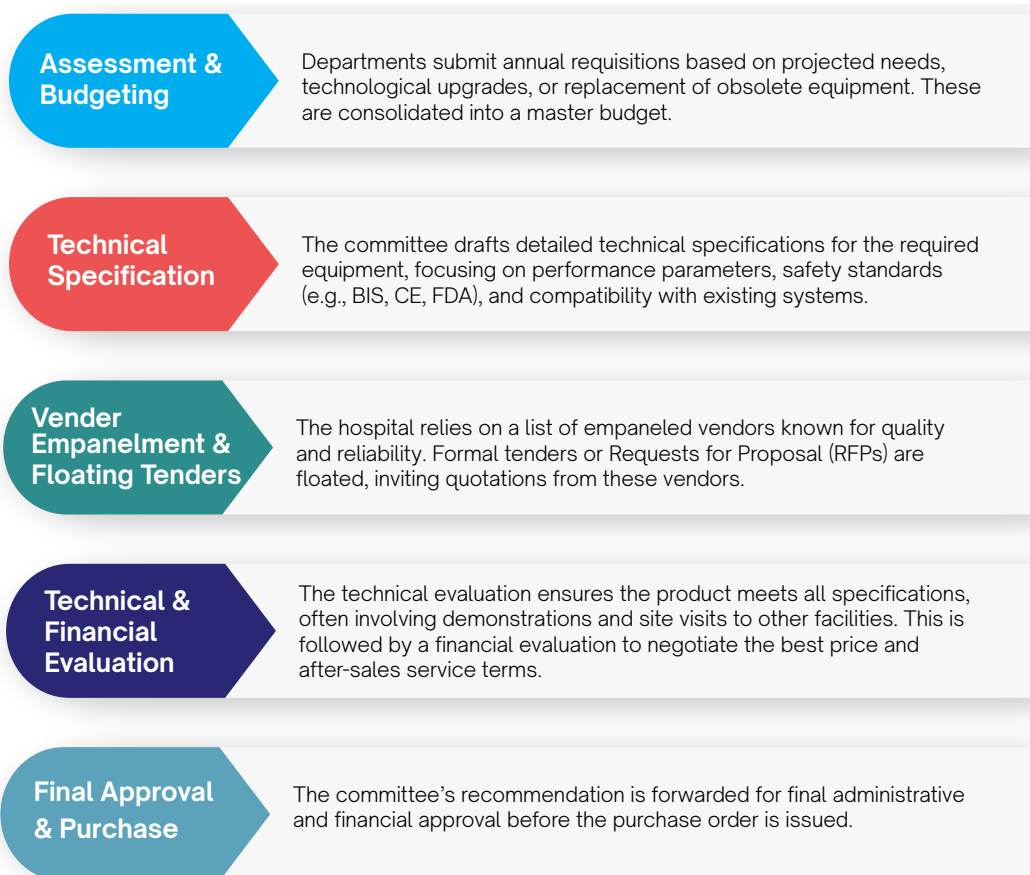 Assessment &
Budgeting
Departments submit annual requisitions based on projected needs,
technological upgrades, or replacement of obsolete equipment. These
are consolidated into a master budget.
Technical
Specification
The committee drafts detailed technical specifications for the required
equipment, focusing on performance parameters, safety standards
(e.g., BIS, CE, FDA), and compatibility with existing systems.
Vender
Empanelment &
Floating Tenders
The hospital relies on a list of empaneled vendors known for quality
and reliability. Formal tenders or Requests for Proposal (RFPs) are
floated, inviting quotations from these vendors.
Technical &
Financial
Evaluation
The technical evaluation ensures the product meets all specifications,
often involving demonstrations and site visits to other facilities. This is
followed by a financial evaluation to negotiate the best price and
after-sales service terms.
Final Approval
& Purchase
The committee’s recommendation is forwarded for final administrative
and financial approval before the purchase order is issued.